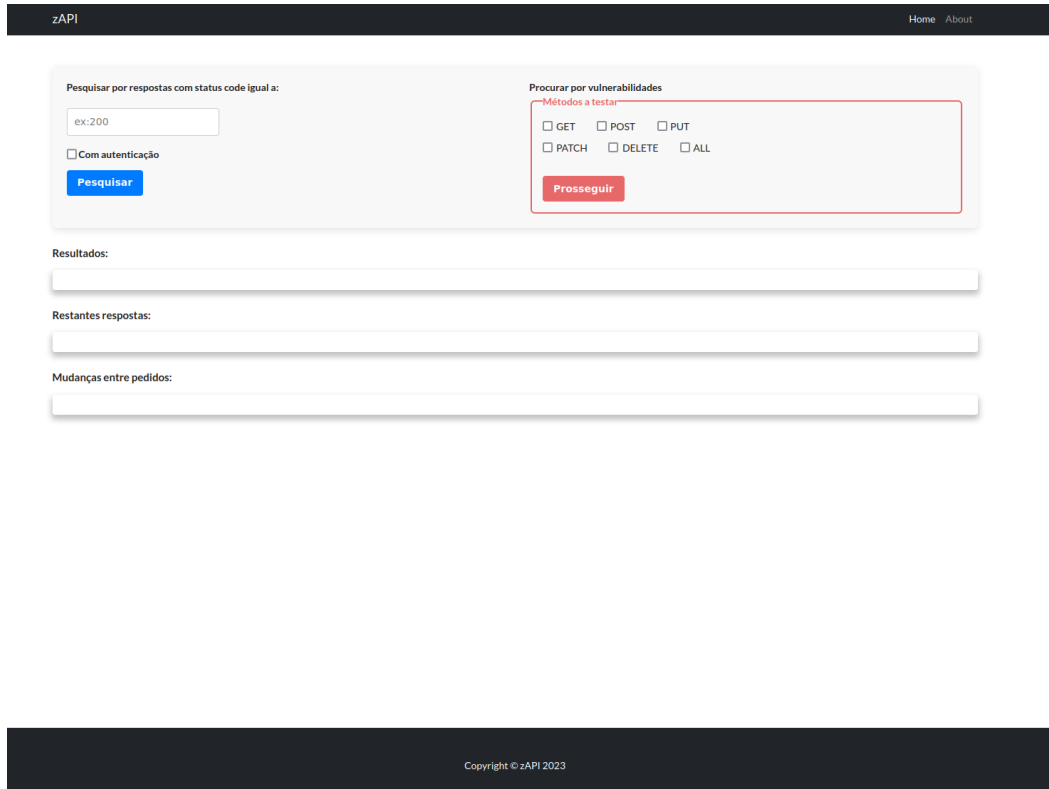 zAPI
Home About
Pesquisar por respostas com status code igual a:
ex:200
Com autenticação
Pesquisar
Procurar por vulnerabilidades
Métodos a testar
GET POST PUT
PATCH DELETE ALL
Prosseguir
Resultados:
Restantes respostas:
Mudanças entre pedidos:
Copyright © zAPI 2023